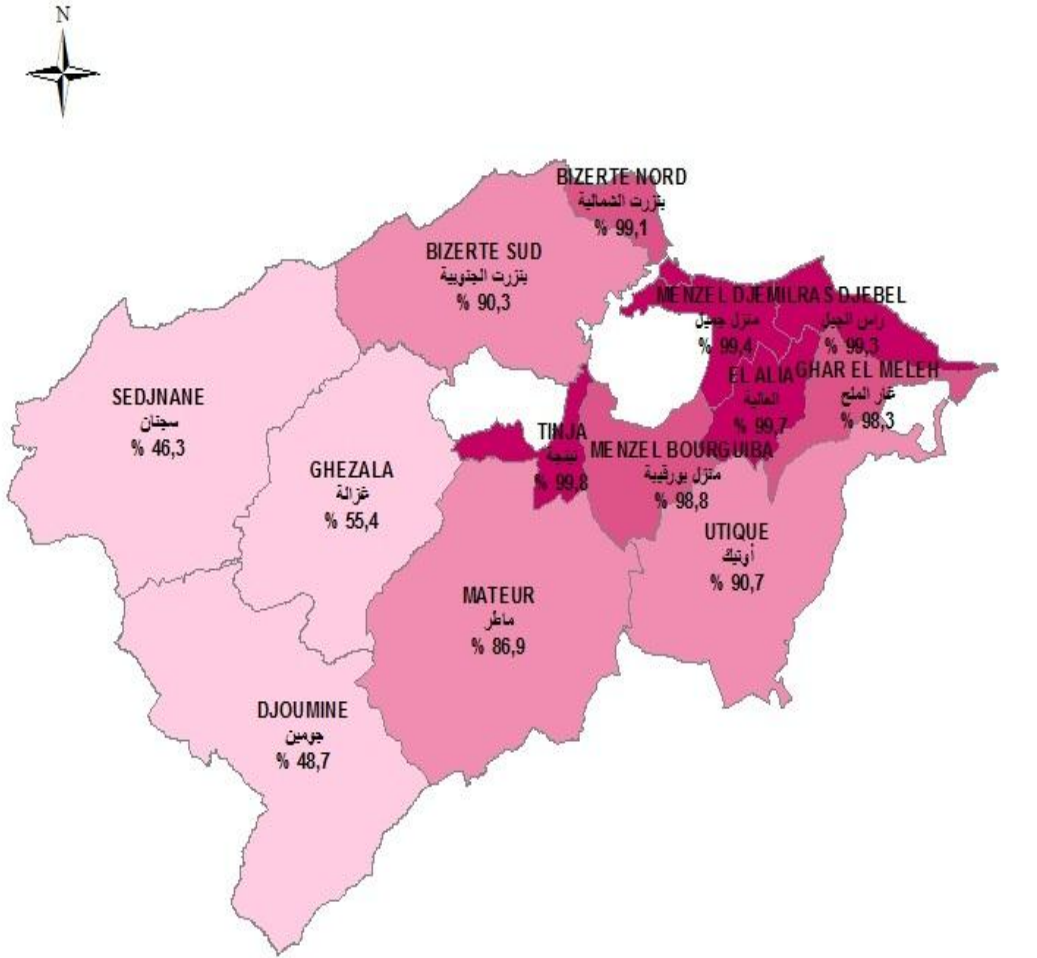 N
BIZERTE NORD
بنزرت الشمالية
% 99,1
BIZERTE SUD
بنزرت الجنوبية
% 90,3
MENZEL DJEMIL
منزل جميل
% 99,4
RAS DJEBEL
راس الجبل
% 99,3
SEDJNANE
سجنان
% 46,3
GHEZALA
غزالة
% 55,4
TINJA
تينجة
% 99,8
MENZEL BOURGUIBA
منزل بورقيبة
% 98,8
EL ALIA
العالية
% 99,7
GHAR EL MELEH
غار الملح
% 98,3
UTIQUE
أوتيك
% 90,7
MATEUR
ماطر
% 86,9
DJOUMINE
جومين
% 48,7